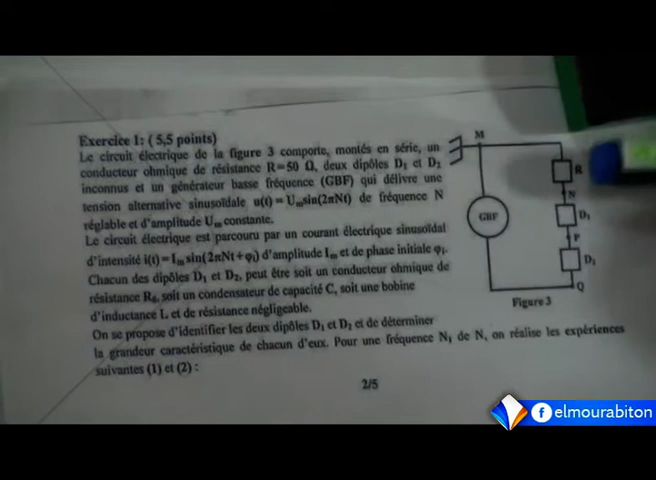 Exercice 1: ( 5,5 points)
Le circuit électrique de la figure 3 comporte, montés en série, un
conducteur ohmique de résistance R=50 Ω, deux dipôles D₁ et D₂
inconnus et un générateur basse fréquence (GBF) qui délivre une
tension alternative sinusoïdale u(t) = Uₘsin(2πNt) de fréquence N
réglable et d'amplitude Uₘ constante.
Le circuit électrique est parcouru par un courant électrique sinusoïdal
d'intensité i(t)=Iₘ sin(2πNt+φᵢ) d'amplitude Iₘ et de phase initiale φᵢ.
Chacun des dipôles D₁ et D₂, peut être soit un conducteur ohmique de
résistance R₀, soit un condensateur de capacité C, soit une bobine
d'inductance L et de résistance négligeable.
On se propose d'identifier les deux dipôles D₁ et D₂ et de déterminer
la grandeur caractéristique de chacun d'eux. Pour une fréquence N₁ de N, on réalise les expériences
suivantes (1) et (2) :
M
R
N
GBF
P
Q
Figure 3
2/5
elmourabiton